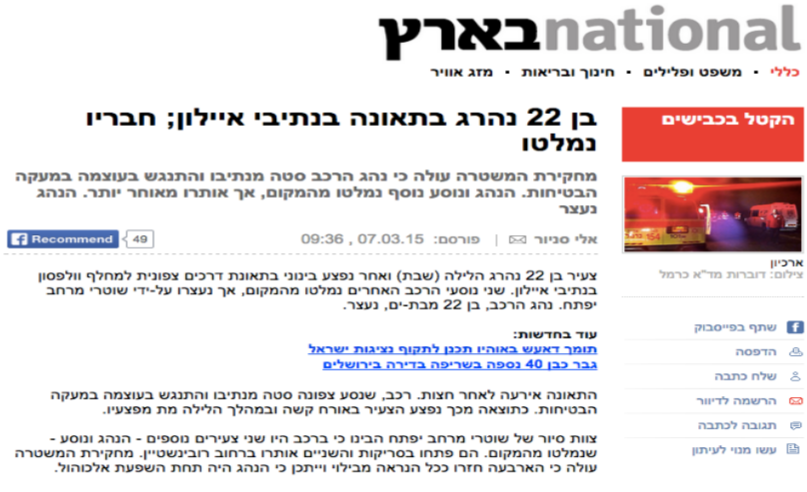 בארץnational
כללי • משפט ופלילים • חינוך ובריאות • מזג אוויר
הקטל בכבישים
בן 22 נהרג בתאונה בנתיבי איילון; חבריו
נמלטו
מחקירת המשטרה עולה כי נהג הרכב סטה מנתיבו והתנגש בעוצמה במעקה
הבטיחות. הנהג ונוסע נוסף נמלטו מהמקום, אך אותרו מאוחר יותר. הנהג
נעצר
אלי סניור | פורסם: 07.03.15 , 09:36
Recommend 49
צעיר בן 22 נהרג הלילה (שבת) ואחר נפצע בינוני בתאונת דרכים צפונית למחלף וולפסון
בנתיבי איילון. שני נוסעי הרכב האחרים נמלטו מהמקום, אך נעצרו על-ידי שוטרי מרחב
יפתח. נהג הרכב, בן 22 מבת-ים, נעצר.
עוד בחדשות:
תומך דאעש באוהיו תכנן לתקוף נציגות ישראל
גבר כבן 40 נספה בשריפה בדירה בירושלים
התאונה אירעה לאחר חצות. רכב, שנסע צפונה סטה מנתיבו והתנגש בעוצמה במעקה
הבטיחות. כתוצאה מכך נפצע הצעיר באורח קשה ובמהלך הלילה מת מפצעיו.
צוות סיור של שוטרי מרחב יפתח הבינו כי ברכב היו שני צעירים נוספים - הנהג ונוסע -
שנמלטו מהמקום. הם פתחו בסריקות והשניים אותרו ברחוב רובינשטיין. מחקירת המשטרה
עולה כי הארבעה חזרו ככל הנראה מבילוי וייתכן כי הנהג היה תחת השפעת אלכוהול.
ארכיון
צילום: דוברות מד"א כרמל
שתף בפייסבוק
הדפסה
שלח כתבה
הרשמה לדיוור
תגובה לכתבה
עשו מנוי לעיתון